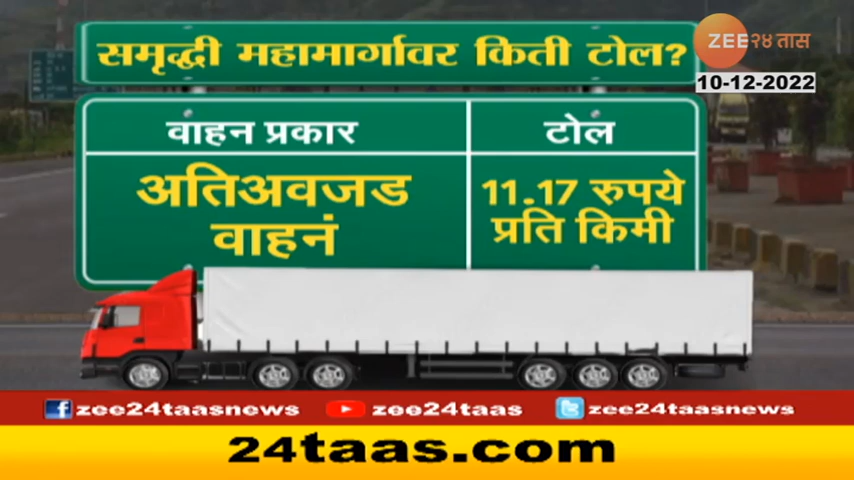 समृद्धी महामार्गावर किती टोल?
ZEE २४ तास
10-12-2022
वाहन प्रकार
टोल
अतिअवजड
वाहनं
11.17 रुपये
प्रति किमी
zee24taasnews
zee24taas
zee24taasnews
24taas.com